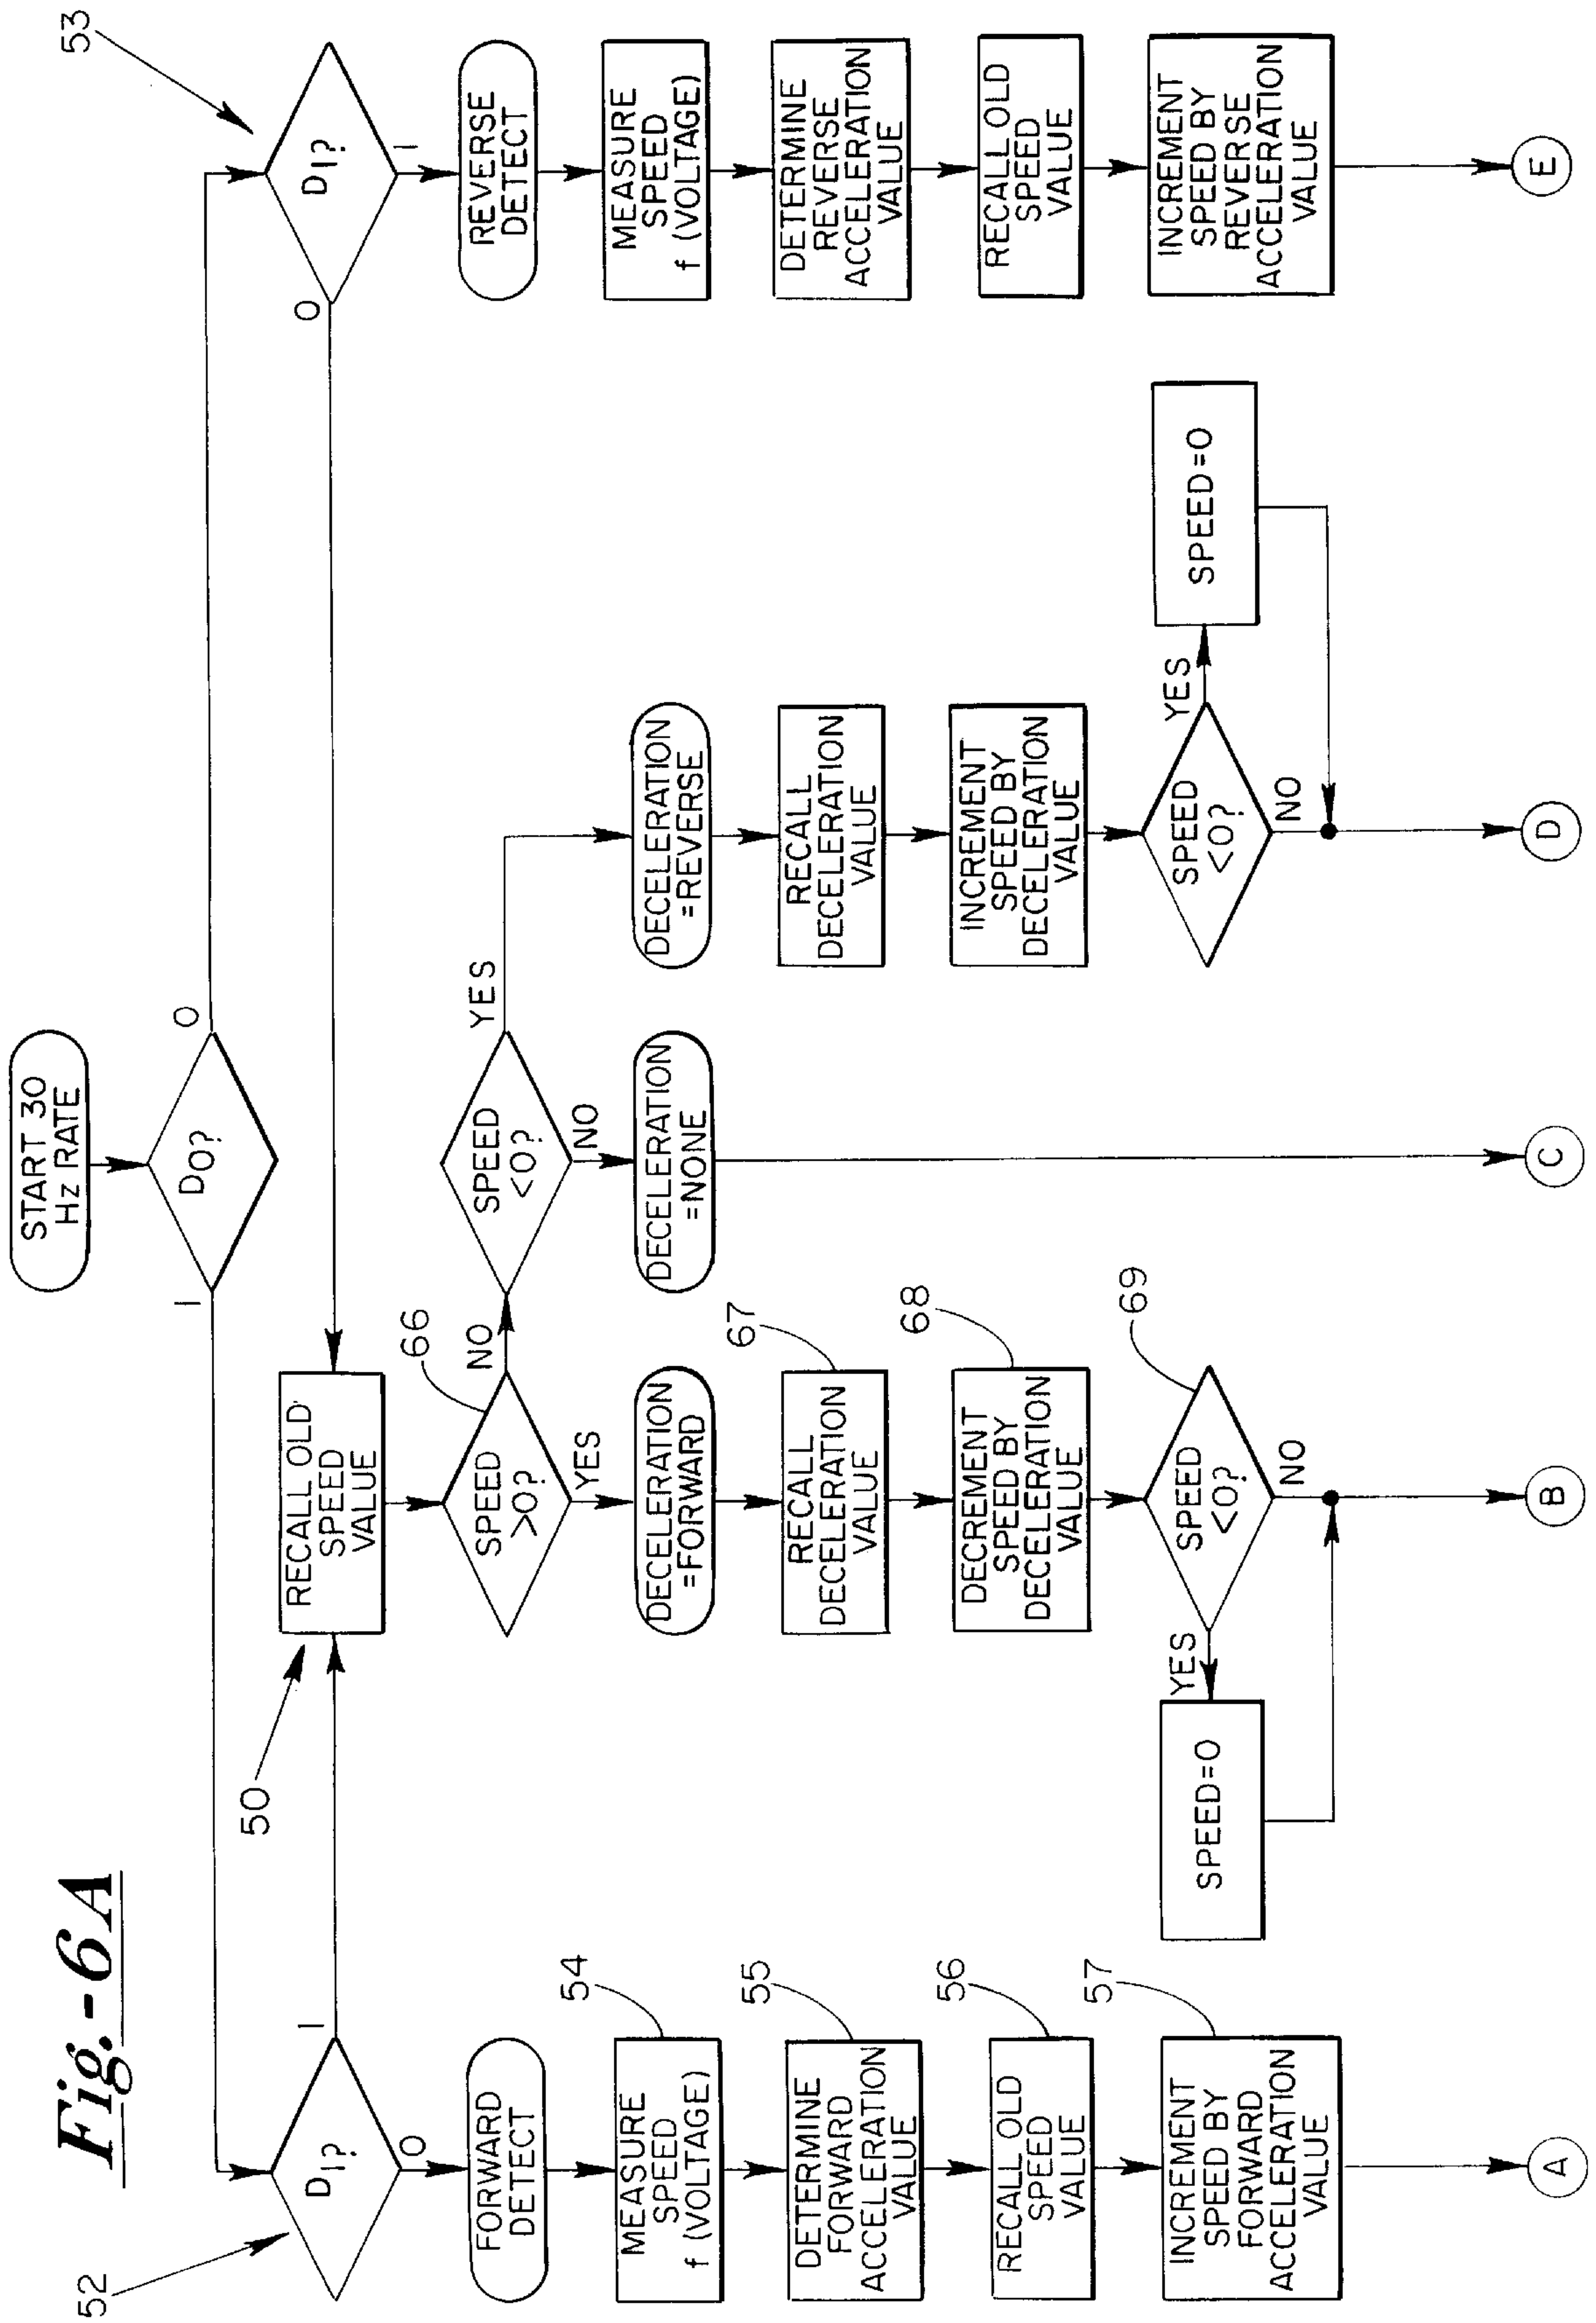 Fig.-6A
START 30
Hz RATE
D0?
1
0
52
D1?
1
0
FORWARD
DETECT
54
MEASURE
SPEED
f (VOLTAGE)
55
DETERMINE
FORWARD
ACCELERATION
VALUE
56
RECALL OLD
SPEED
VALUE
57
INCREMENT
SPEED BY
FORWARD
ACCELERATION
VALUE
A
50
RECALL OLD
SPEED
VALUE
66
SPEED
>0?
NO
YES
DECELERATION
=FORWARD
67
RECALL
DECELERATION
VALUE
68
DECREMENT
SPEED BY
DECELERATION
VALUE
69
SPEED
<0?
YES
NO
SPEED=0
B
SPEED
<0?
YES
NO
DECELERATION
=NONE
C
DECELERATION
=REVERSE
RECALL
DECELERATION
VALUE
INCREMENT
SPEED BY
DECELERATION
VALUE
SPEED
<0?
YES
NO
SPEED=0
D
53
D1?
0
1
REVERSE
DETECT
MEASURE
SPEED
f (VOLTAGE)
DETERMINE
REVERSE
ACCELERATION
VALUE
RECALL OLD
SPEED
VALUE
INCREMENT
SPEED BY
REVERSE
ACCELERATION
VALUE
E